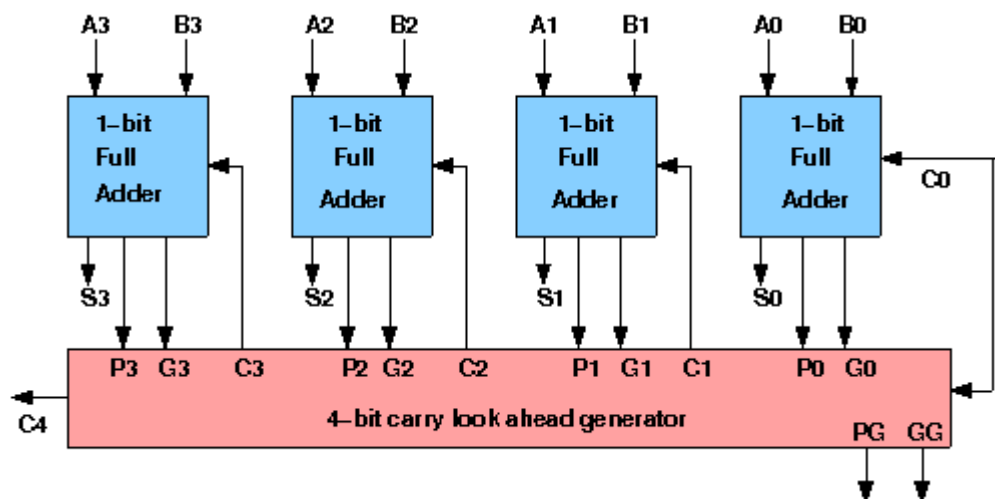 A3 B3 A2 B2 A1 B1 A0 B0
1-bit Full Adder
1-bit Full Adder
1-bit Full Adder
1-bit Full Adder
C0
S3 S2 S1 S0
P3 G3 C3 P2 G2 C2 P1 G1 C1 P0 G0
C4
4-bit carry look ahead generator
PG GG